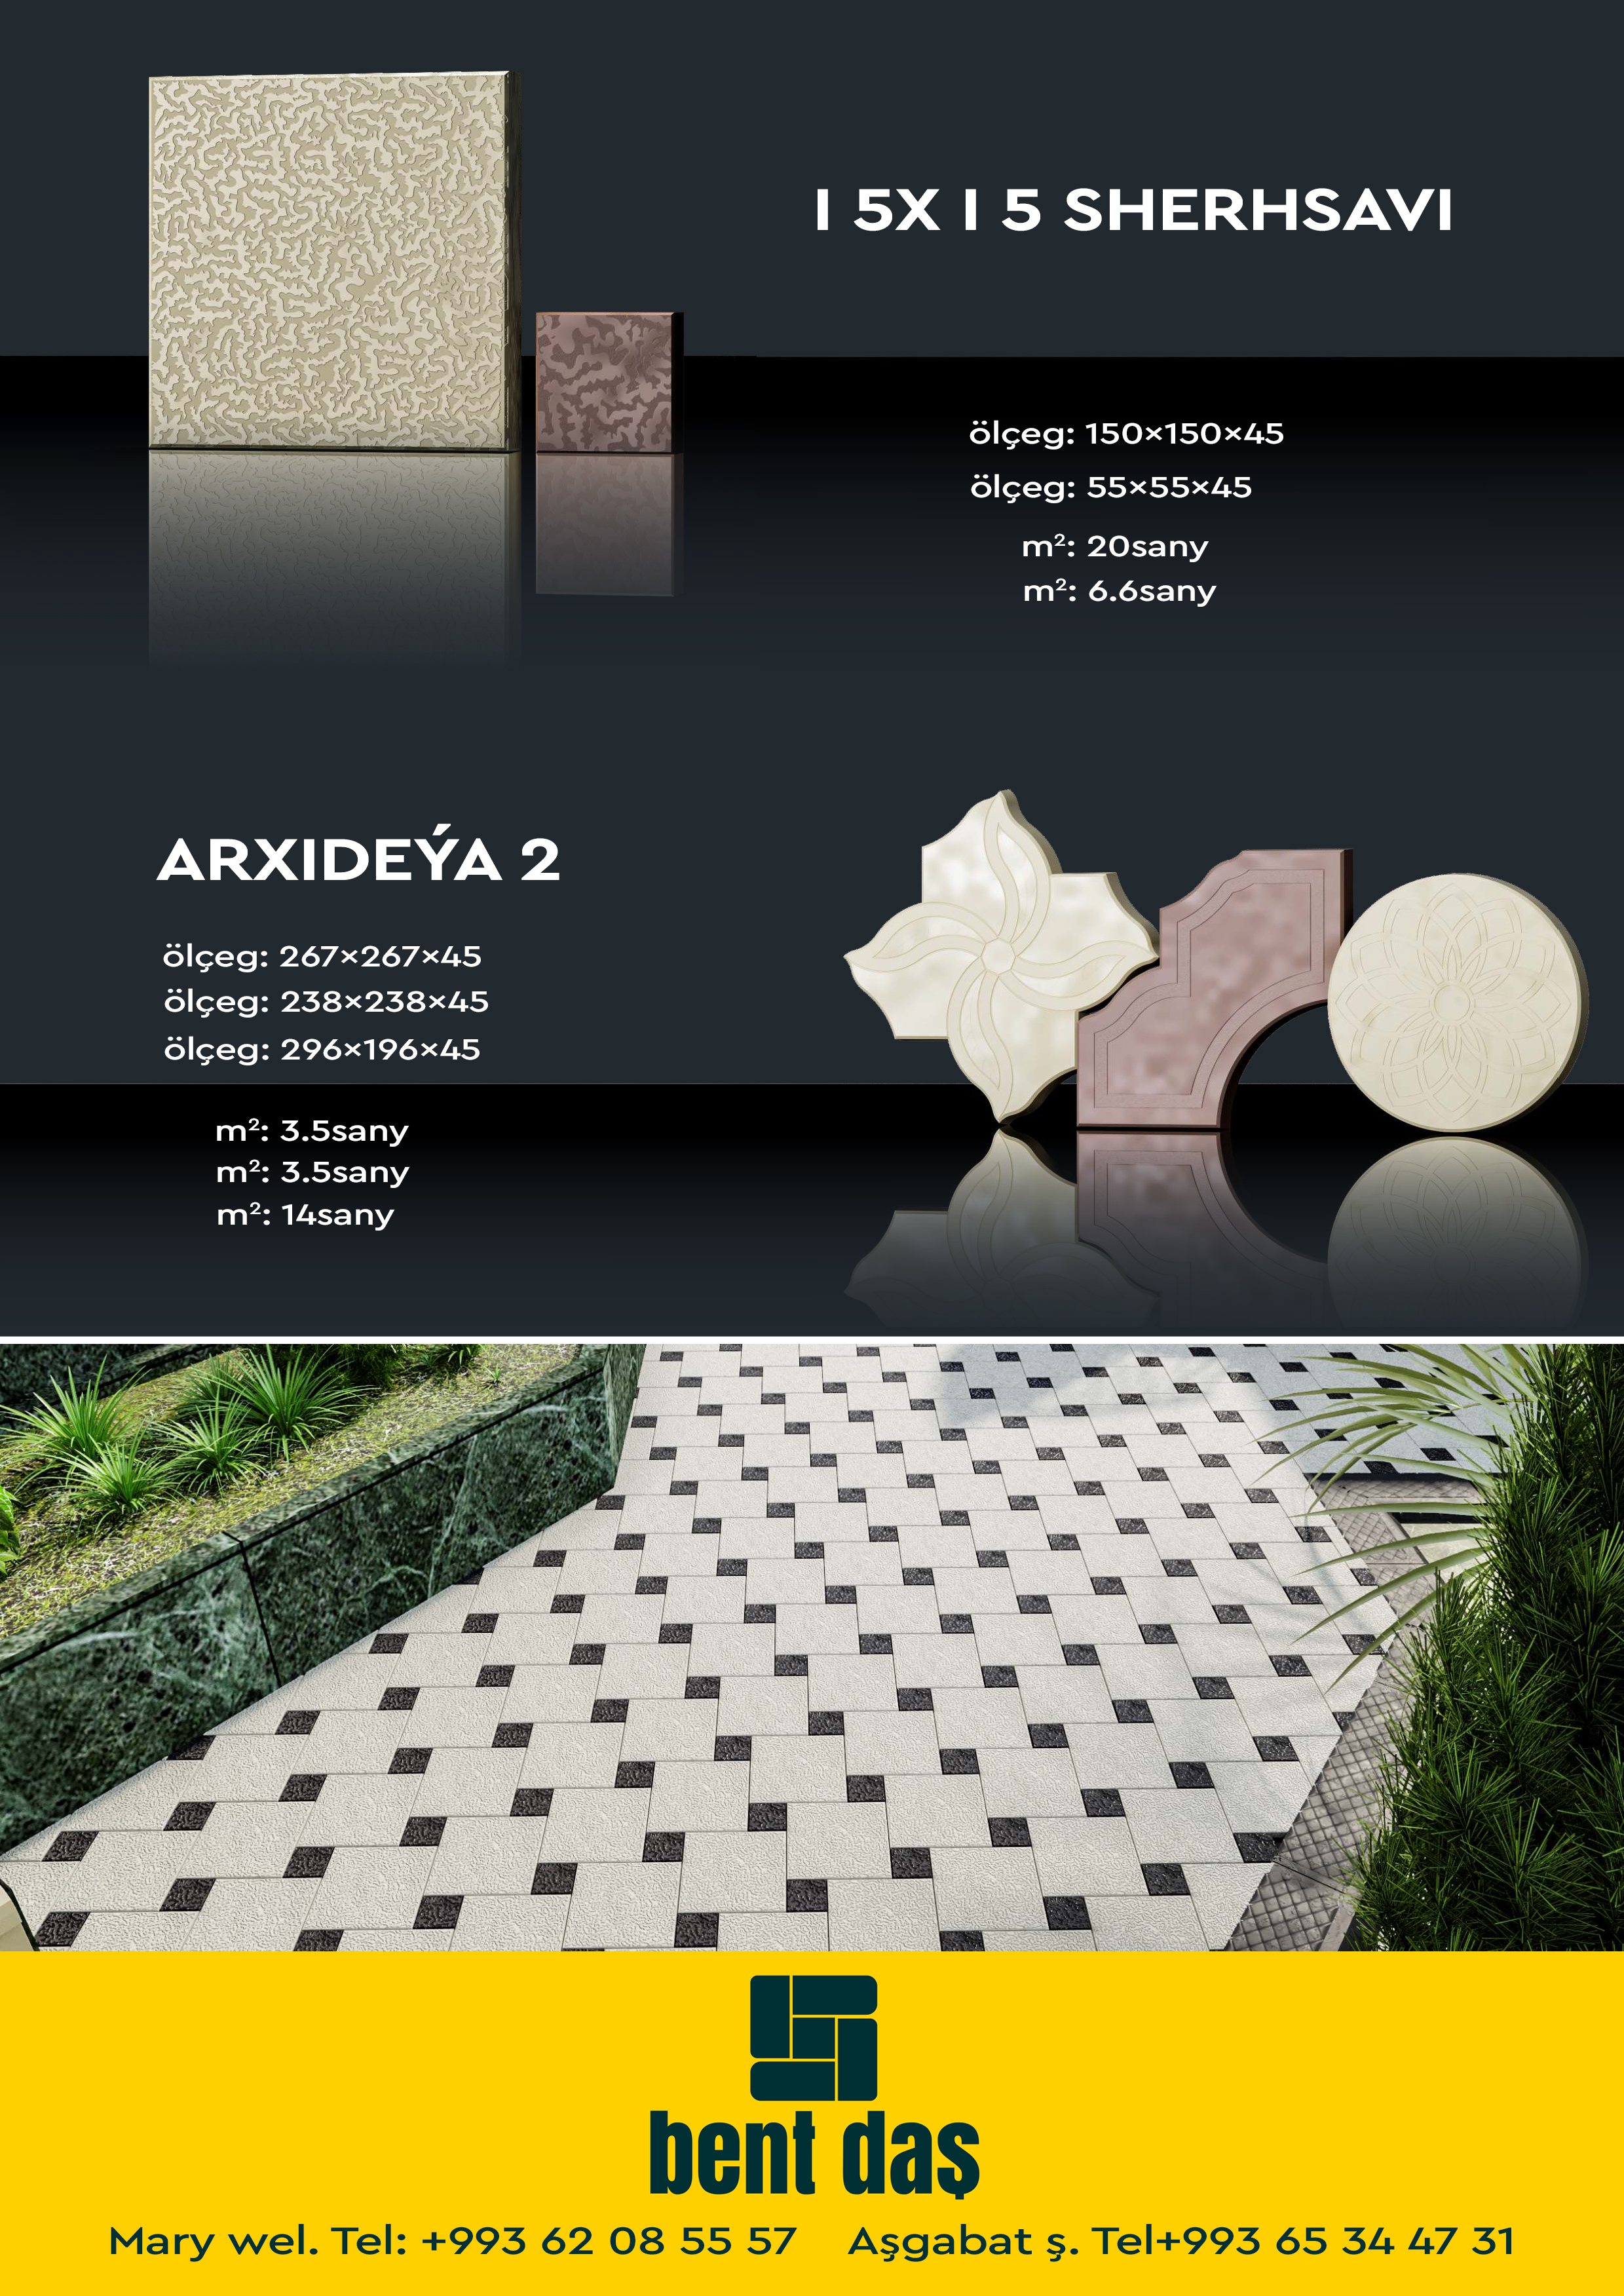 I 5X I 5 SHERHSAVI
ölçeg: 150×150×45
ölçeg: 55×55×45
m²: 20sany
m²: 6.6sany
ARXIDEÝA 2
ölçeg: 267×267×45
ölçeg: 238×238×45
ölçeg: 296×196×45
m²: 3.5sany
m²: 3.5sany
m²: 14sany
bent daş
Mary wel. Tel: +993 62 08 55 57 Aşgabat ş. Tel+993 65 34 47 31